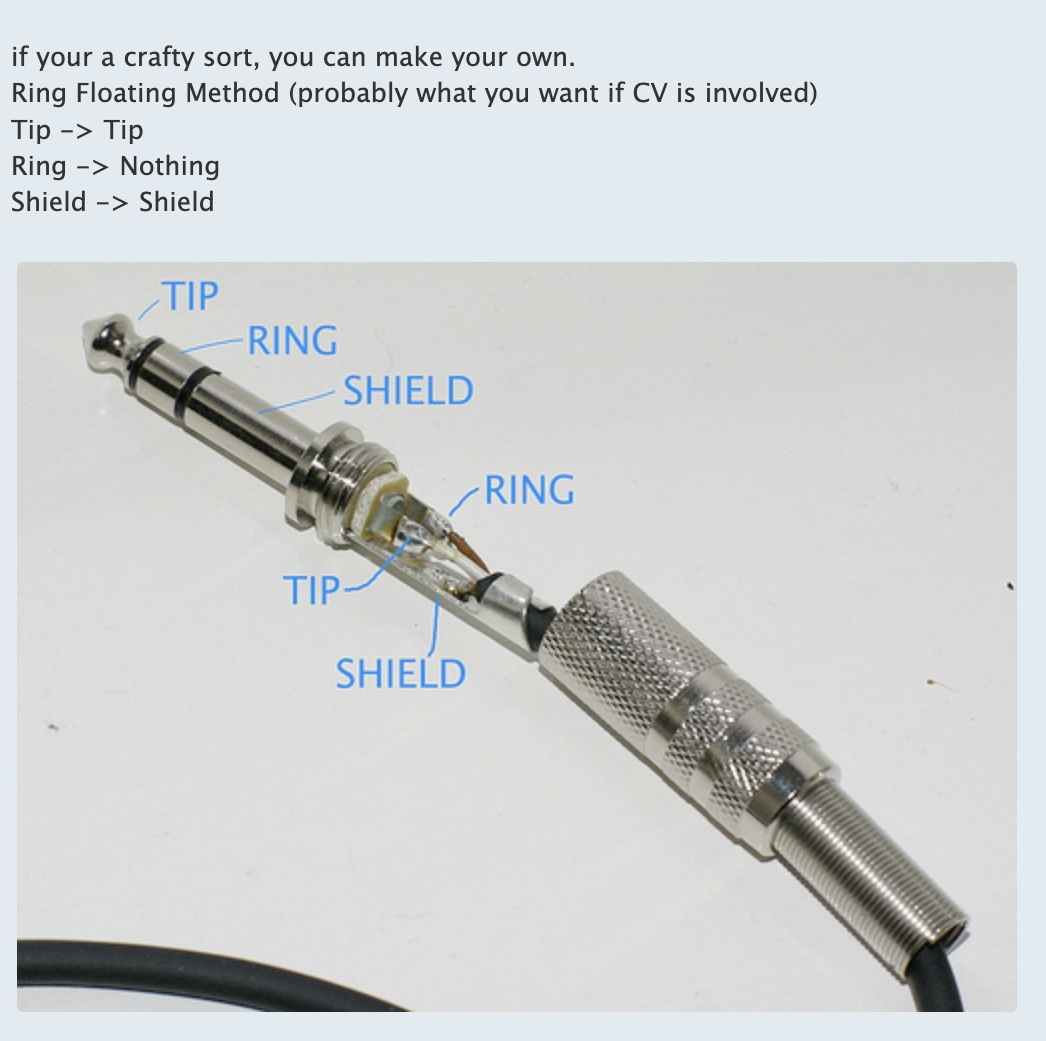 if your a crafty sort, you can make your own.
Ring Floating Method (probably what you want if CV is involved)
Tip –> Tip
Ring –> Nothing
Shield –> Shield
TIP
RING
SHIELD
RING
TIP
SHIELD